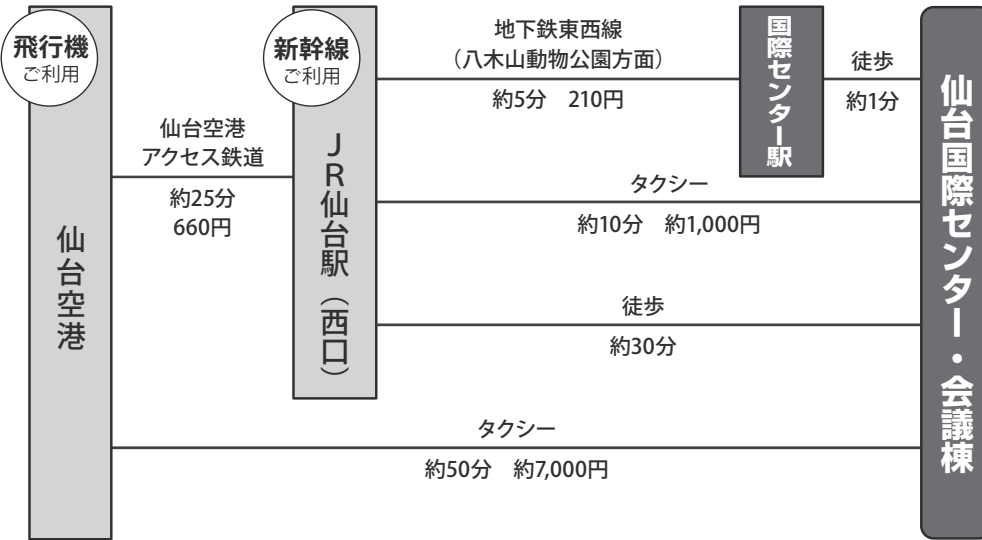 飛行機
ご利用
仙台空港
仙台空港
アクセス鉄道
約25分
660円
新幹線
ご利用
JR仙台駅（西口）
地下鉄東西線
（八木山動物公園方面）
約5分　210円
国際センター駅
徒歩
約1分
タクシー
約10分　約1,000円
徒歩
約30分
タクシー
約50分　約7,000円
仙台国際センター・会議棟